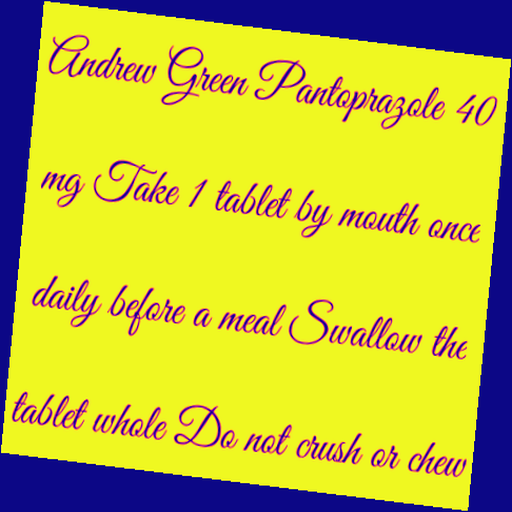 Andrew Green Pantoprazole 40
mg Take 1 tablet by mouth once
daily before a meal Swallow the
tablet whole Do not crush or chew